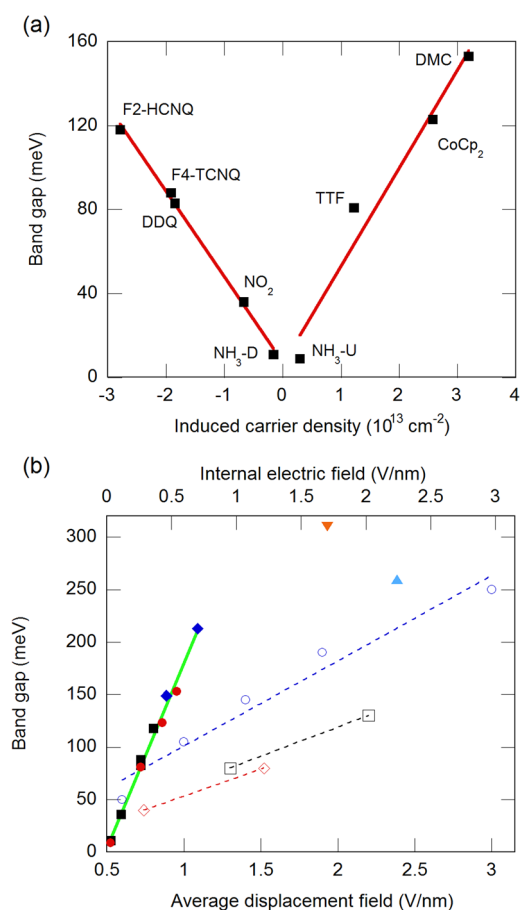 (a)
160
120
80
40
0
Band gap (meV)
F2-HCNQ
F4-TCNQ
DDQ
NO2
NH3-D
NH3-U
TTF
CoCp2
DMC
-3 -2 -1 0 1 2 3 4
Induced carrier density (10^13 cm^-2)
(b)
Internal electric field (V/nm)
0 0.5 1 1.5 2 2.5 3
300
250
200
150
100
50
0
Band gap (meV)
0.5 1 1.5 2 2.5 3
Average displacement field (V/nm)